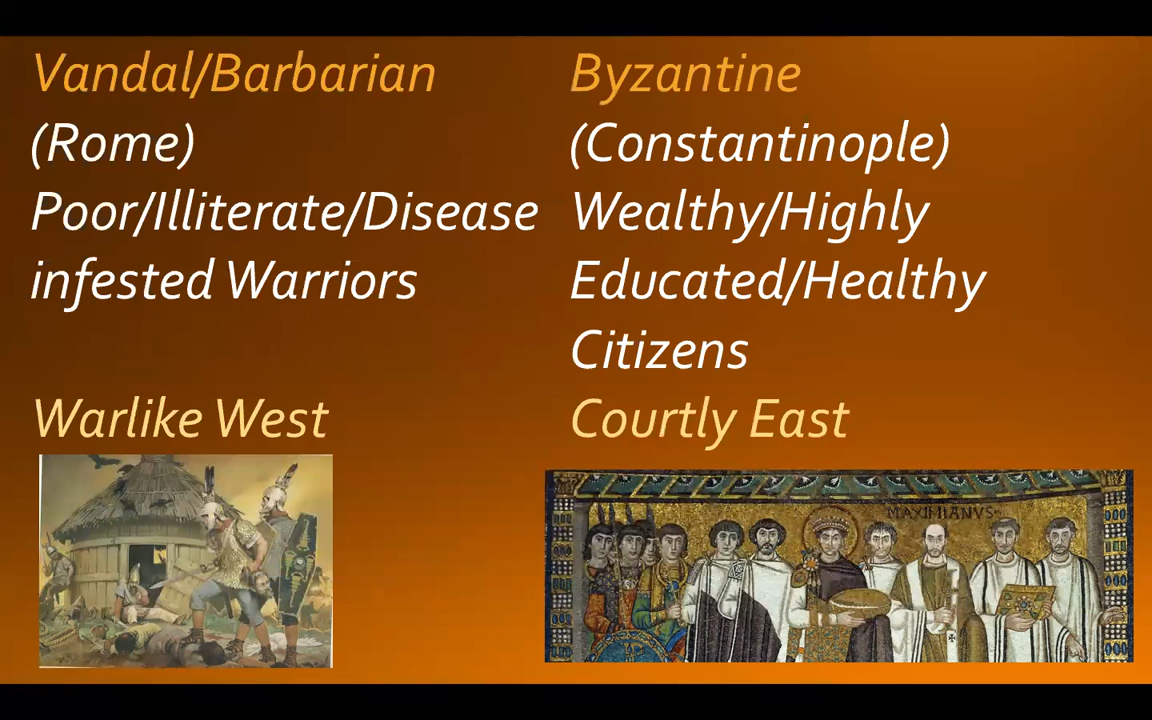 Vandal/Barbarian
(Rome)
Poor/Illiterate/Disease
infested Warriors
Warlike West
Byzantine
(Constantinople)
Wealthy/Highly
Educated/Healthy
Citizens
Courtly East
MAXIMIANVS